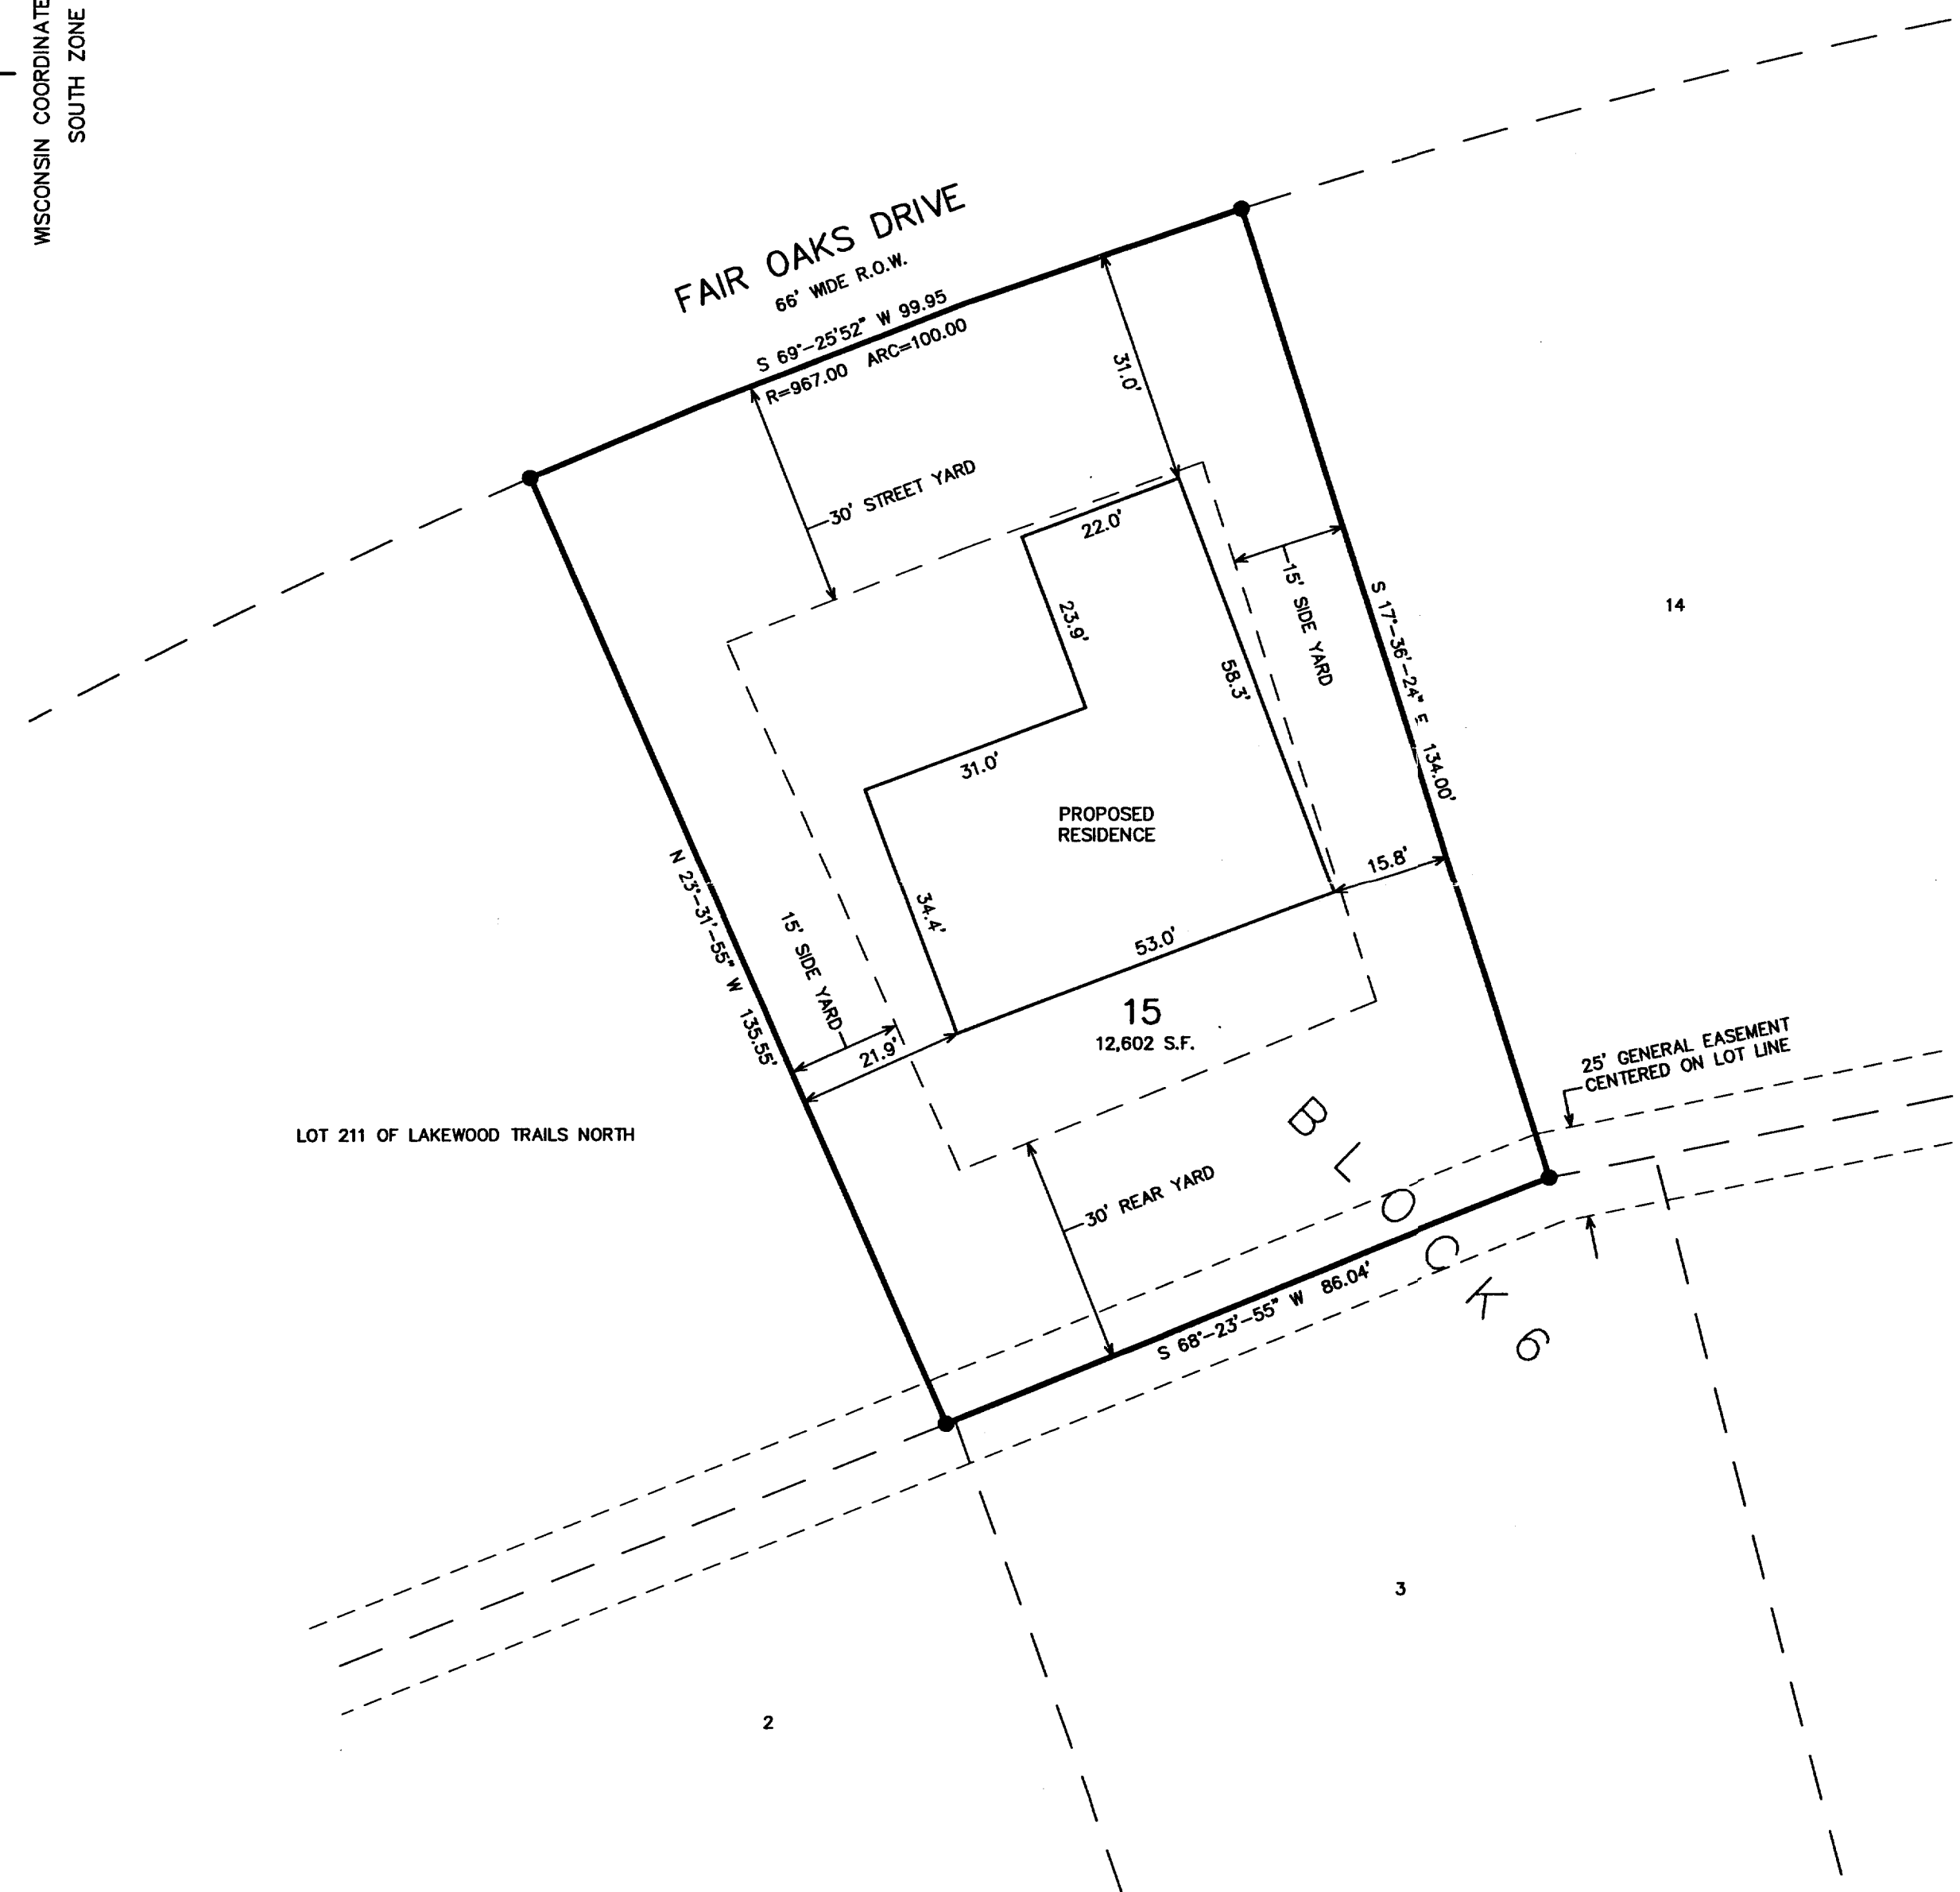 WISCONSIN COORDINATE
SOUTH ZONE
FAIR OAKS DRIVE
66' WIDE R.O.W.
S 69°-25'52" W 99.95
R=967.00 ARC=100.00
31.0'
30' STREET YARD
22.0'
23.9'
15' SIDE YARD
58.3'
S 17°-36'-24" E 134.00'
14
31.0'
PROPOSED
RESIDENCE
15.8'
34.4'
53.0'
N 23°-31'-55" W 135.55'
15' SIDE YARD
21.9'
15
12,602 S.F.
25' GENERAL EASEMENT
CENTERED ON LOT LINE
LOT 211 OF LAKEWOOD TRAILS NORTH
BLOCK 6
30' REAR YARD
S 68°-23'-55" W 86.04'
3
2